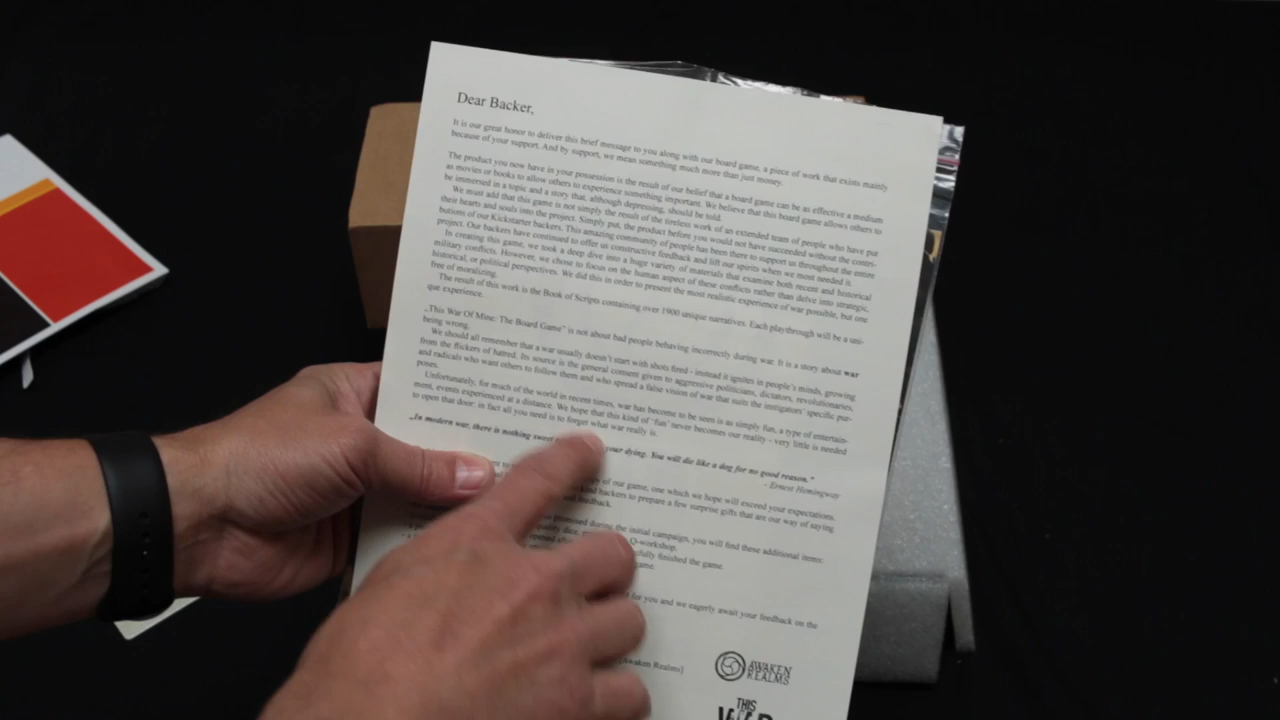 Dear Backer,
It is our great honor to deliver this brief message to you along with our board game, a piece of work that exists mainly
because of your support. And by support, we mean something much more than just money.
The product you now have in your possession is the result of our belief that a board game can be as effective a medium
as movies or books to allow others to experience something important. We believe that this board game allows others to
be immersed in a topic and a story that, although depressing, should be told.
We must add that this game is not simply the result of the tireless work of an extended team of people who have put
their hearts and souls into the project. Simply put, the product before you would not have succeeded without the contri-
butions of our Kickstarter backers. This amazing community of people has been there to support us throughout the entire
project. Our backers have continued to offer us constructive feedback and lift our spirits when we most needed it.
In creating this game, we took a deep dive into a huge variety of materials that examine both recent and historical
military conflicts. However, we chose to focus on the human aspect of these conflicts rather than delve into strategic,
historical, or political perspectives. We did this in order to present the most realistic experience of war possible, but one
free of moralizing.
The result of this work is the Book of Scripts containing over 1900 unique narratives. Each playthrough will be a uni-
que experience.
„This War Of Mine: The Board Game" is not about bad people behaving incorrectly during war. It is a story about war
being wrong.
We should all remember that a war usually doesn't start with shots fired - instead it ignites in people's minds, growing
from the flickers of hatred. Its source is the general consent given to aggressive politicians, dictators, revolutionaries,
and radicals who want others to follow them and who spread a false vision of war that suits the instigators' specific pur-
poses.
Unfortunately, for much of the world in recent times, war has become to be seen is as simply fun, a type of entertain-
ment, events experienced at a distance. We hope that this kind of 'fun' never becomes our reality - very little is needed
to open that door: in fact all you need is to forget what war really is.
„In modern war, there is nothing sweet your dying. You will die like a dog for no good reason."
- Ernest Hemingway
of our game, one which we hope will exceed your expectations.
kind backers to prepare a few surprise gifts that are our way of saying
feedback.
promised during the initial campaign, you will find these additional items:
quality dice, Q-workshop.
finished the game.
game.
for you and we eagerly await your feedback on the
[Awaken Realms]
AWAKEN
REALMS
THIS
WAR